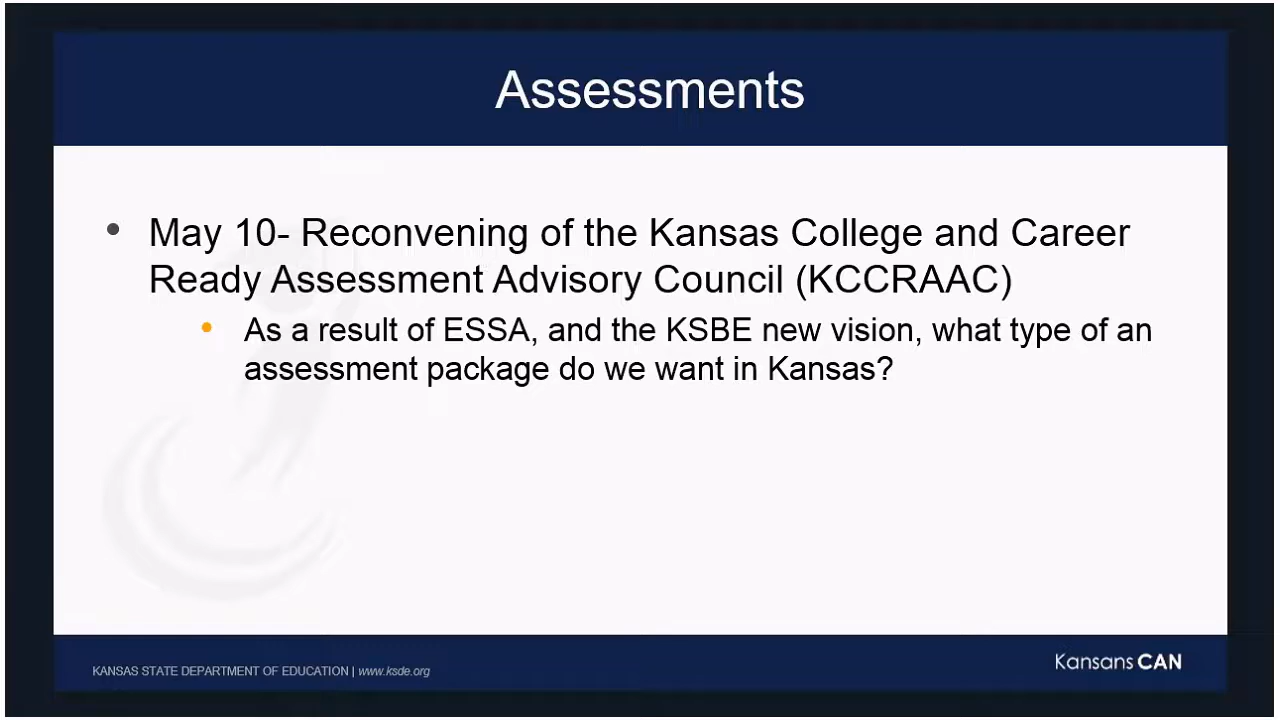 Assessments
• May 10- Reconvening of the Kansas College and Career
Ready Assessment Advisory Council (KCCRAAC)
• As a result of ESSA, and the KSBE new vision, what type of an
assessment package do we want in Kansas?
KANSAS STATE DEPARTMENT OF EDUCATION | www.ksde.org
Kansans CAN